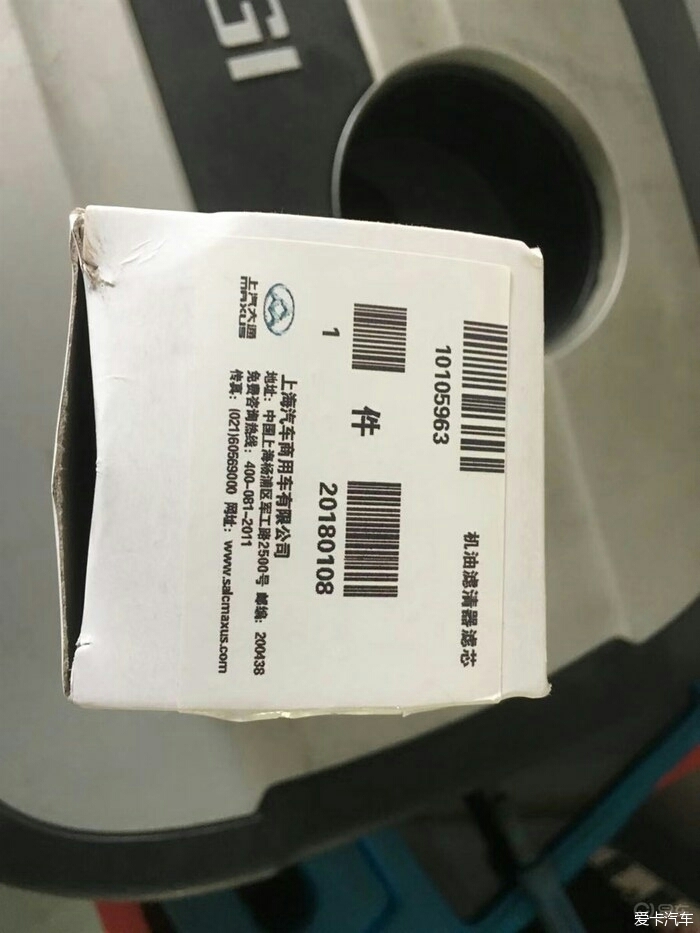 GI
10105963
机油滤清器滤芯
1 件 20180108
上汽大通
MAXUS
上海汽车商用车有限公司
地址：中国上海杨浦区军工路2500号 邮编：200438
免费咨询热线：400-081-2011
传真：(021)60569000 网址：www.saicmaxus.com
爱卡汽车